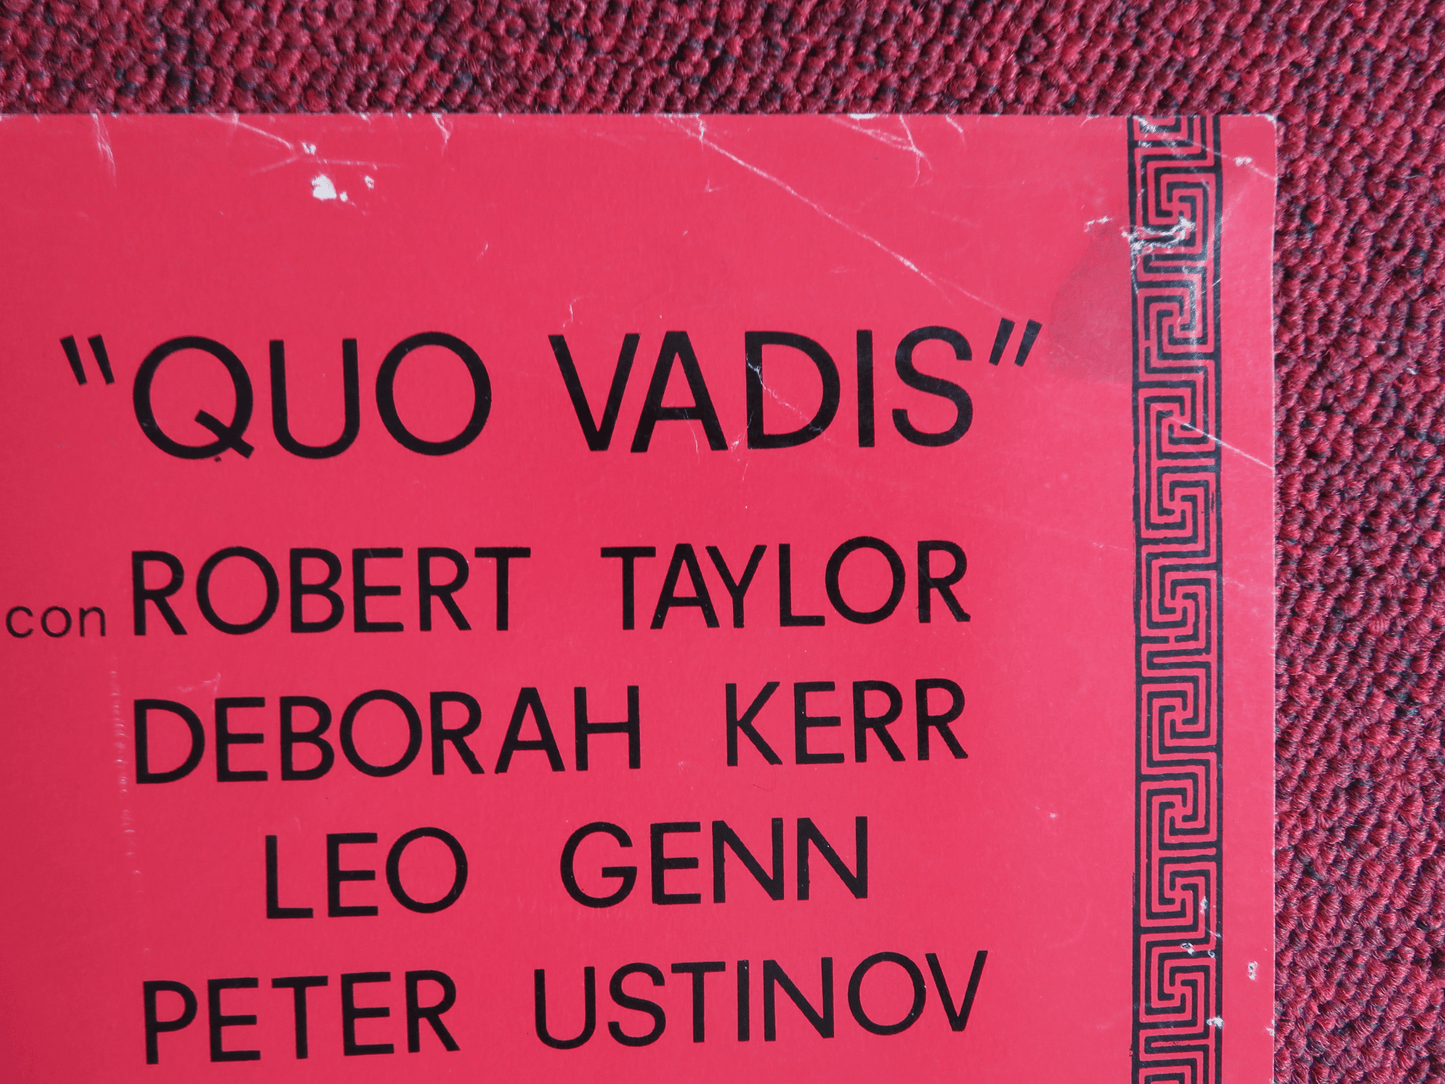 "QUO VADIS"
con ROBERT TAYLOR
DEBORAH KERR
LEO GENN
PETER USTINOV